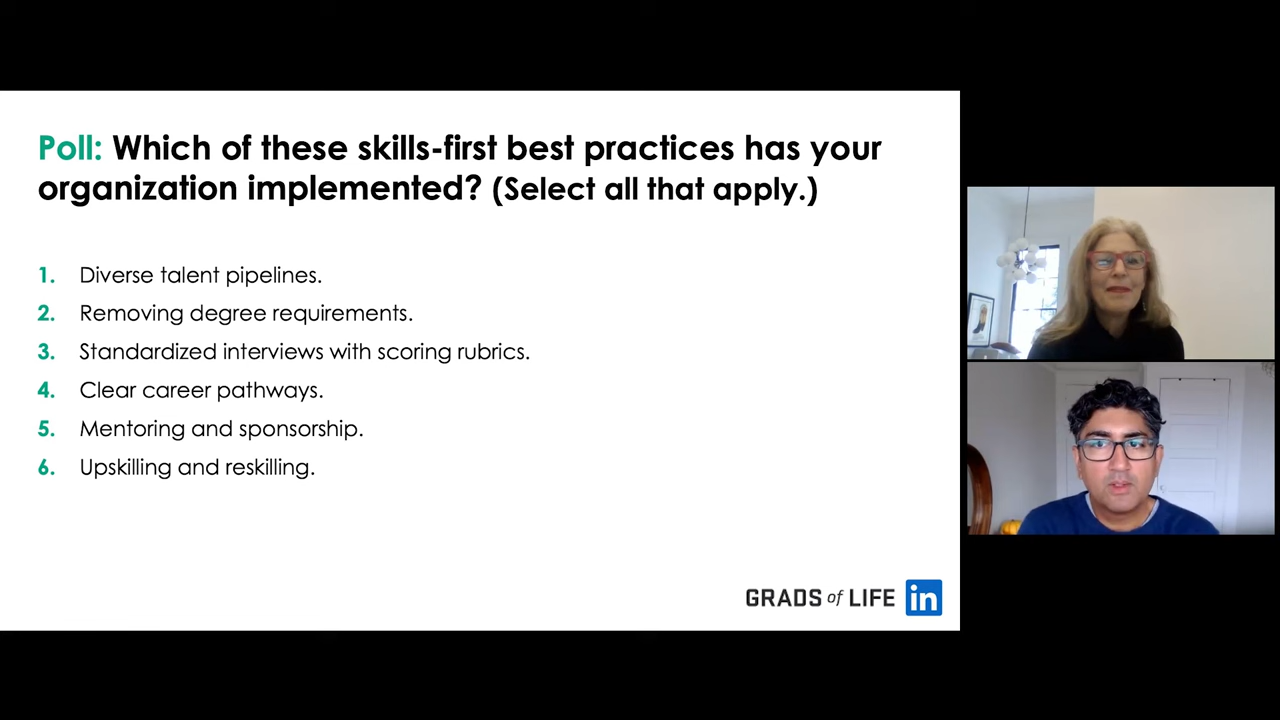 Poll: Which of these skills-first best practices has your
organization implemented? (Select all that apply.)
1. Diverse talent pipelines.
2. Removing degree requirements.
3. Standardized interviews with scoring rubrics.
4. Clear career pathways.
5. Mentoring and sponsorship.
6. Upskilling and reskilling.
GRADS of LIFE in